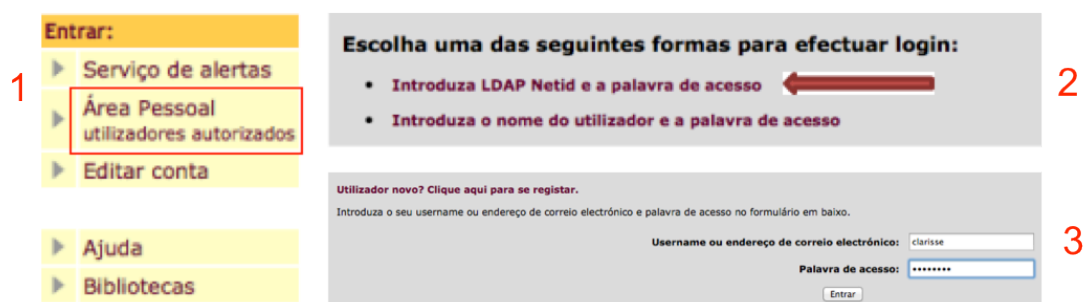 Entrar:
Serviço de alertas
1
Área Pessoal
utilizadores autorizados
Editar conta
Ajuda
Bibliotecas
Escolha uma das seguintes formas para efectuar login:
• Introduza LDAP Netid e a palavra de acesso
2
• Introduza o nome do utilizador e a palavra de acesso
Utilizador novo? Clique aqui para se registar.
Introduza o seu username ou endereço de correio electrónico e palavra de acesso no formulário em baixo.
Username ou endereço de correio electrónico: clarisse
3
Palavra de acesso: ••••••••
Entrar